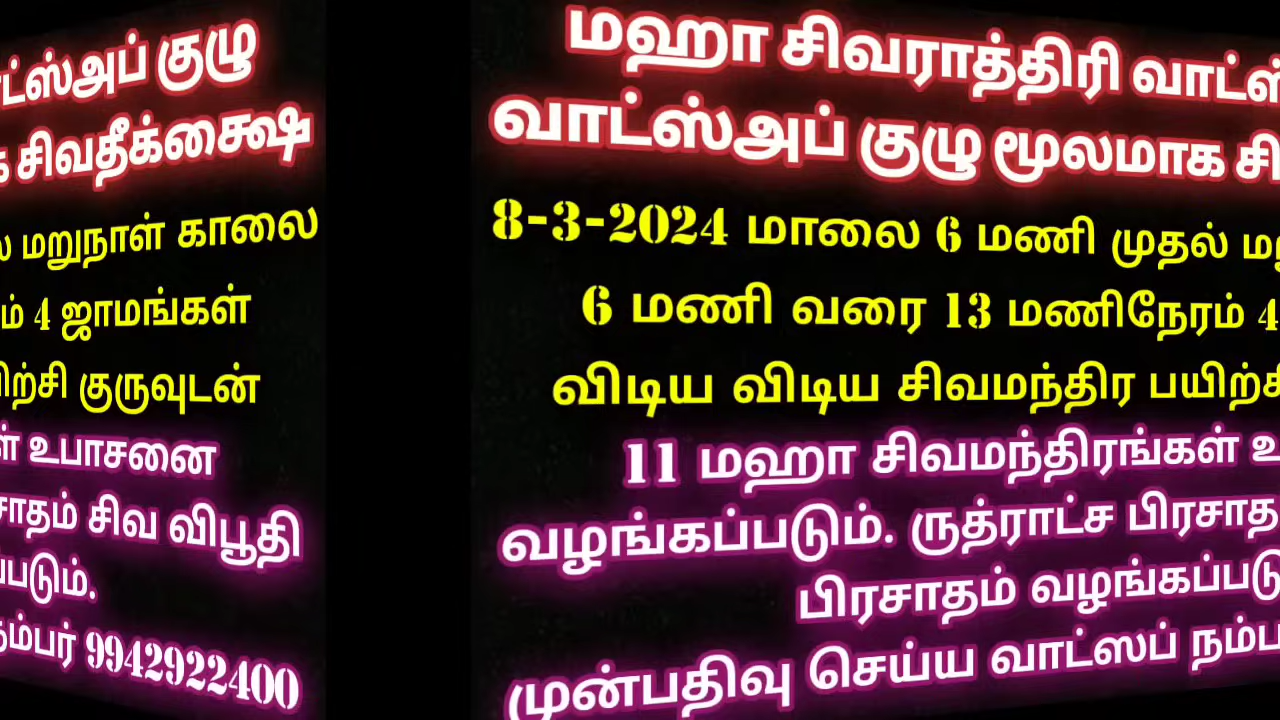 ாட்ஸ்அப் குழு
க சிவதீக்க்ஷை
ல் மறுநாள் காலை
ம் 4 ஜாமங்கள்
யிற்சி குருவுடன்
ள் உபாசனை
சாதம் சிவ விபூதி
ப்படும்.
நம்பர் 9942922400
மஹா சிவராத்திரி வாட்ஸ்
வாட்ஸ்அப் குழு மூலமாக சி
8-3-2024 மாலை 6 மணி முதல் மறு
6 மணி வரை 13 மணிநேரம் 4
விடிய விடிய சிவமந்திர பயிற்சி
11 மஹா சிவமந்திரங்கள் உ
வழங்கப்படும். ருத்ராட்ச பிரசாத
பிரசாதம் வழங்கப்படு
முன்பதிவு செய்ய வாட்ஸப் நம்ப